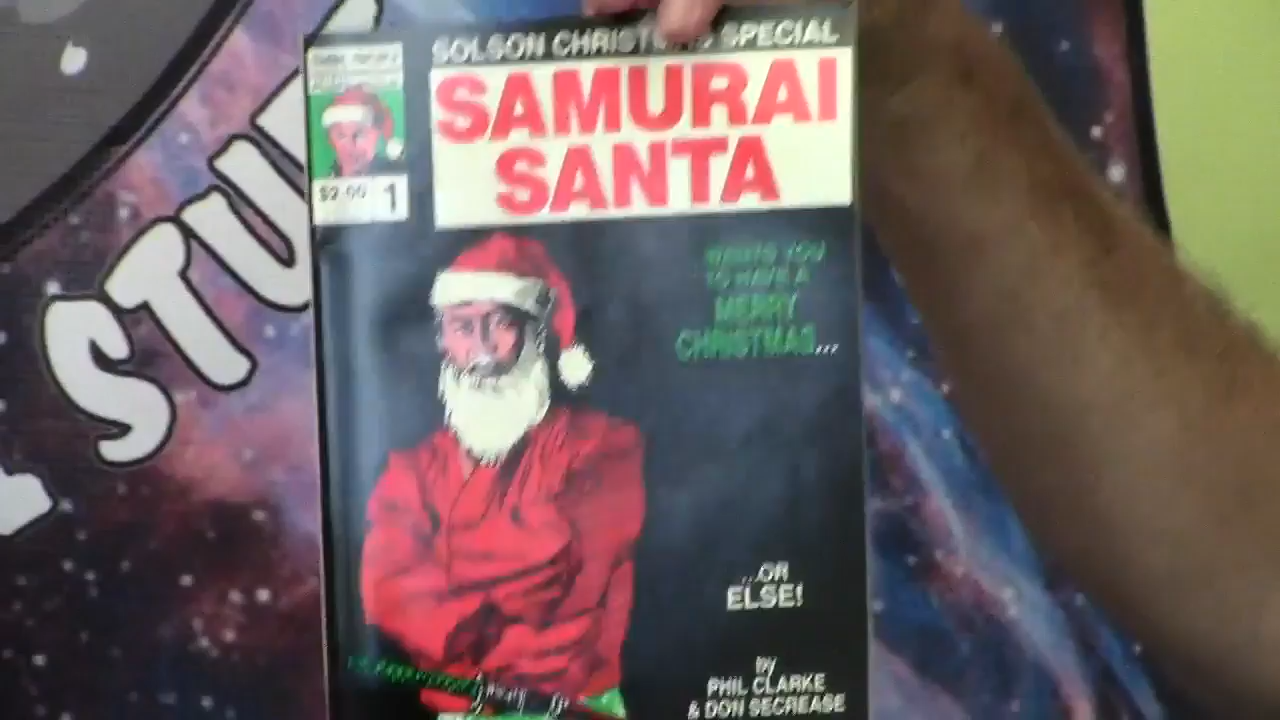 STU
SOLSON CHRISTMAS SPECIAL
SAMURAI
SANTA
$2.00 1
WANTS YOU
TO HAVE A
MERRY
CHRISTMAS...
...OR
ELSE!
by
PHIL CLARKE
& DON SECREASE